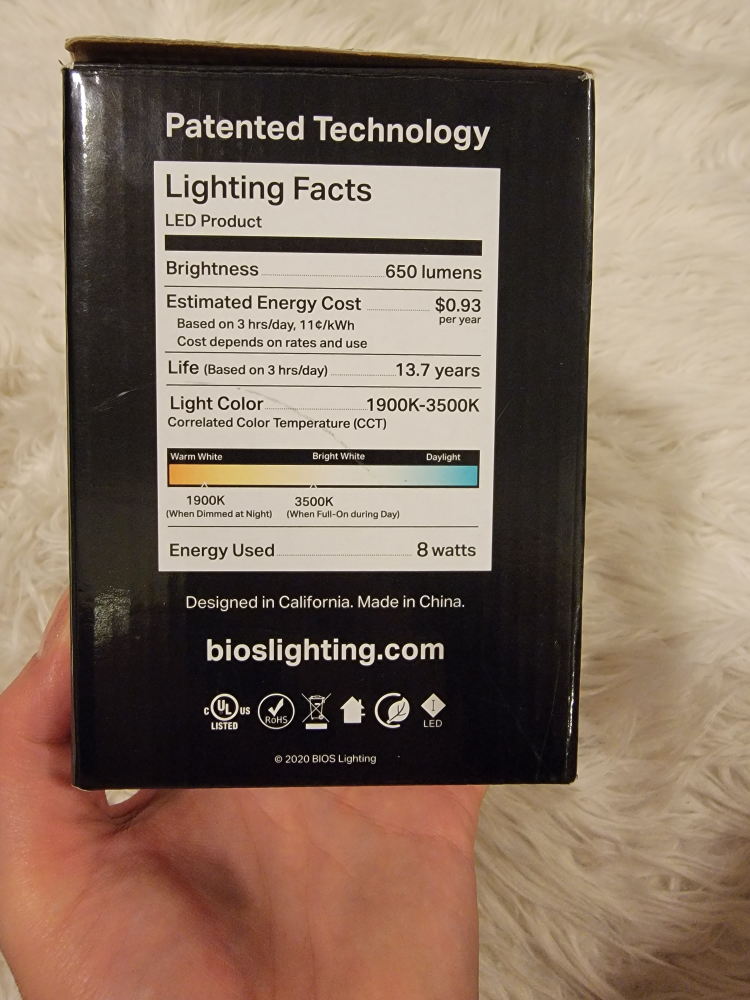 Patented Technology
Lighting Facts
LED Product
Brightness 650 lumens
Estimated Energy Cost $0.93
per year
Based on 3 hrs/day, 11¢/kWh
Cost depends on rates and use
Life (Based on 3 hrs/day) 13.7 years
Light Color 1900K-3500K
Correlated Color Temperature (CCT)
Warm White Bright White Daylight
1900K 3500K
(When Dimmed at Night) (When Full-On during Day)
Energy Used 8 watts
Designed in California. Made in China.
bioslighting.com
C UL US LISTED
RoHS
LED
© 2020 BIOS Lighting